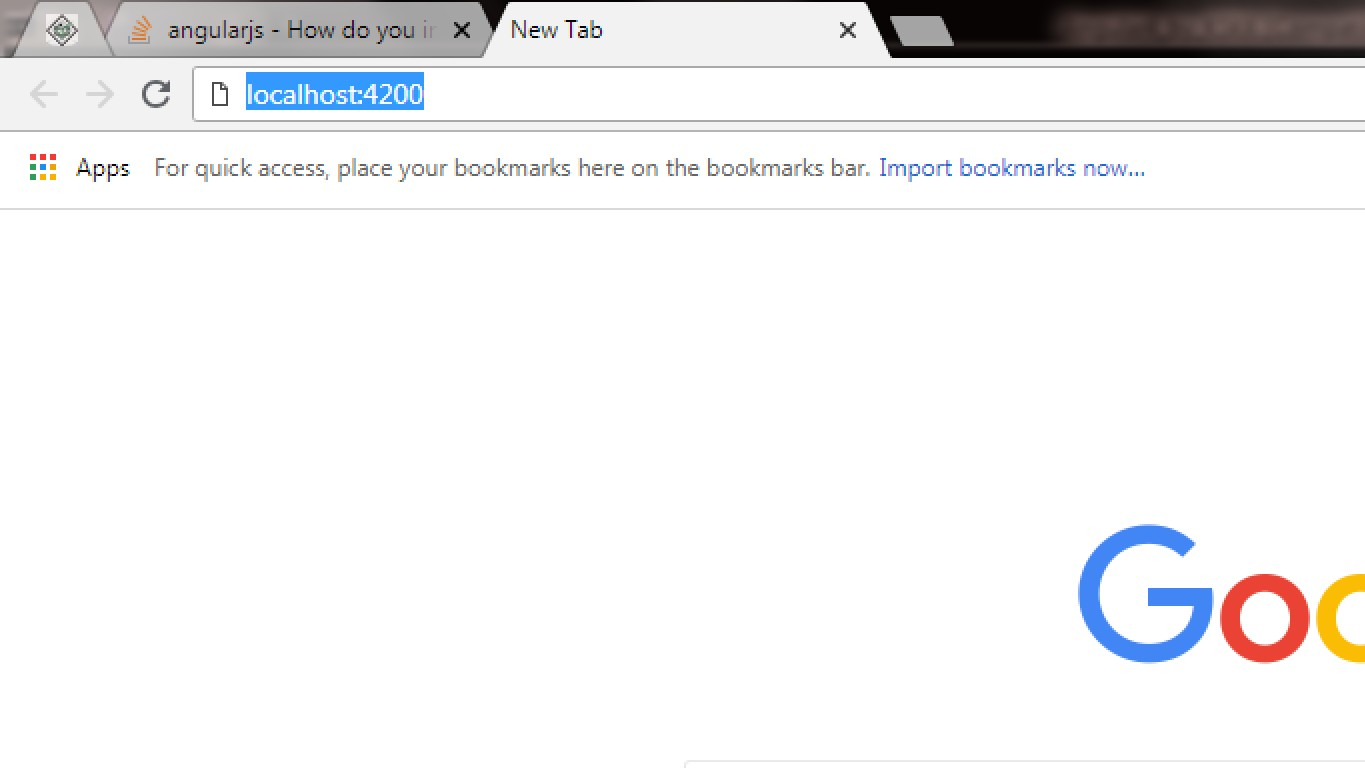 angularjs - How do you in
New Tab
localhost:4200
Apps For quick access, place your bookmarks here on the bookmarks bar. Import bookmarks now...
Goo